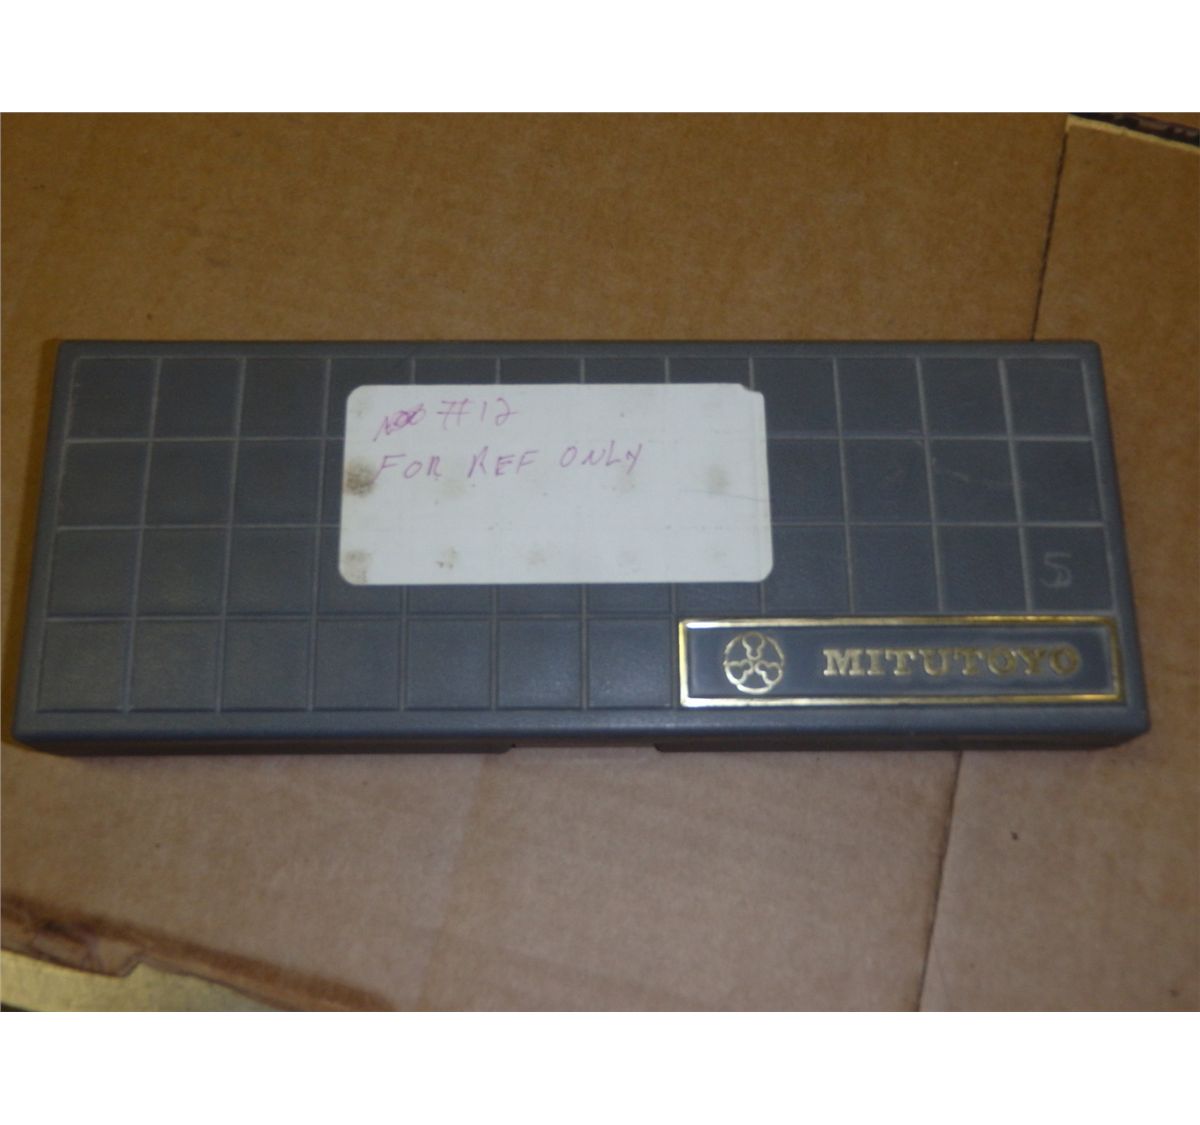 #12
FOR REF ONLY
5
MITUTOYO